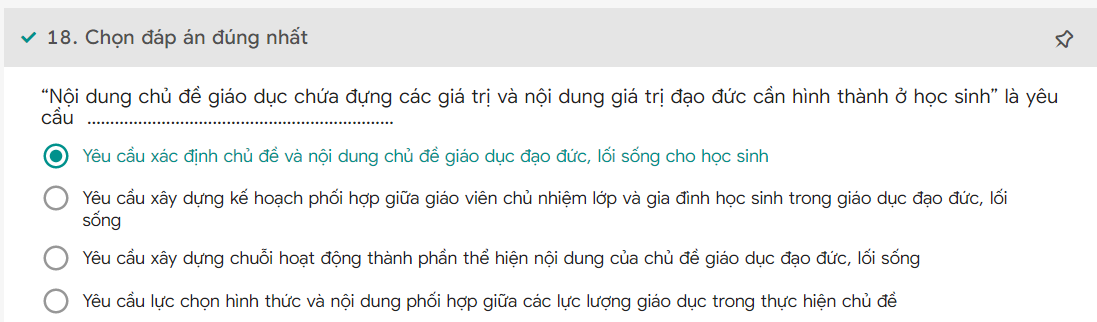 18. Chọn đáp án đúng nhất
“Nội dung chủ đề giáo dục chứa đựng các giá trị và nội dung giá trị đạo đức cần hình thành ở học sinh” là yêu
cầu ..................................................................
Yêu cầu xác định chủ đề và nội dung chủ đề giáo dục đạo đức, lối sống cho học sinh
Yêu cầu xây dựng kế hoạch phối hợp giữa giáo viên chủ nhiệm lớp và gia đình học sinh trong giáo dục đạo đức, lối
sống
Yêu cầu xây dựng chuỗi hoạt động thành phần thể hiện nội dung của chủ đề giáo dục đạo đức, lối sống
Yêu cầu lực chọn hình thức và nội dung phối hợp giữa các lực lượng giáo dục trong thực hiện chủ đề